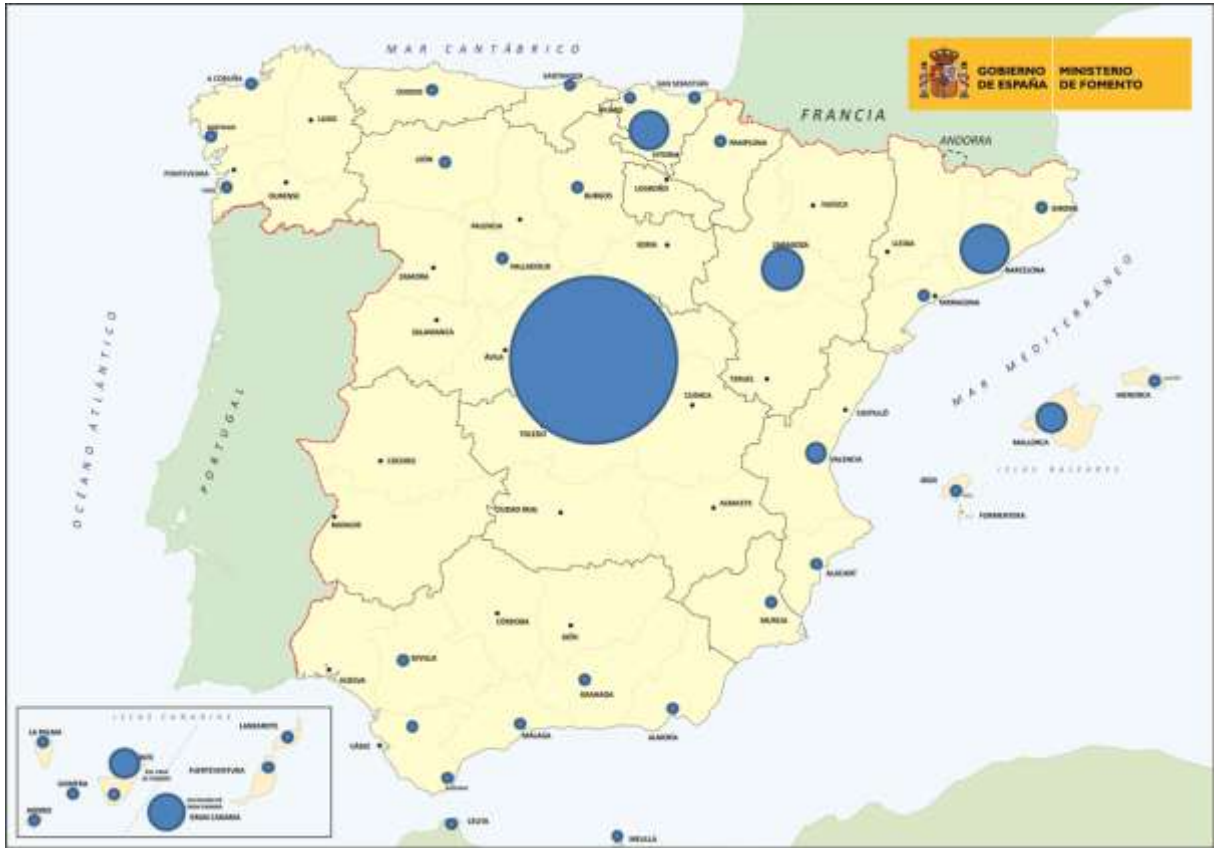 MAR CANTÁBRICO
GOBIERNO DE ESPAÑA
MINISTERIO DE FOMENTO
A CORUÑA
LUGO
OVIEDO
SANTANDER
SAN SEBASTIÁN
BILBAO
FRANCIA
ANDORRA
PONTEVEDRA
VIGO
OURENSE
LEÓN
VITORIA
PAMPLONA
LOGROÑO
BURGOS
HUESCA
GIRONA
PALENCIA
SORIA
ZARAGOZA
LLEIDA
BARCELONA
ZAMORA
VALLADOLID
TARRAGONA
SALAMANCA
ÁVILA
TERUEL
CUENCA
OCÉANO ATLÁNTICO
PORTUGAL
MAR MEDITERRÁNEO
MENORCA
MALLORCA
ISLAS BALEARES
TOLEDO
VALENCIA
CÁCERES
BADAJOZ
CIUDAD REAL
ALBACETE
IBIZA
FORMENTERA
ALACANT
MURCIA
CÓRDOBA
JAÉN
SEVILLA
HUELVA
GRANADA
CÁDIZ
MÁLAGA
ALMERÍA
CEUTA
MELILLA
ISLAS CANARIAS
LA PALMA
LANZAROTE
FUERTEVENTURA
GOMERA
HIERRO
GRAN CANARIA